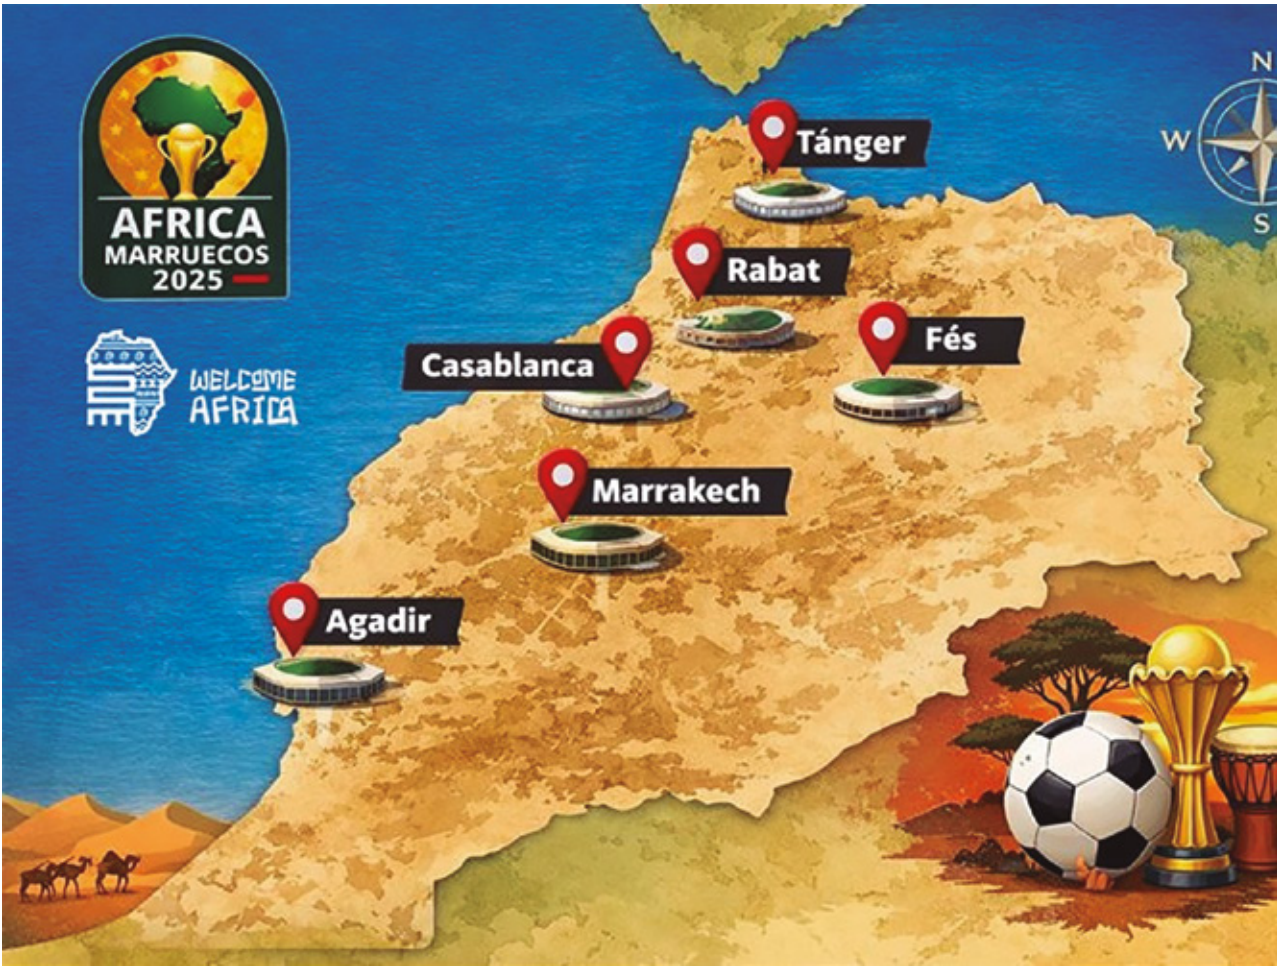 AFRICA
MARRUECOS
2025
WELCOME
AFRICA
N
W
S
Tánger
Rabat
Fés
Casablanca
Marrakech
Agadir